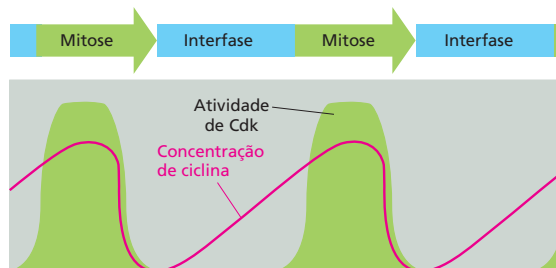 Mitose
Interfase
Mitose
Interfase
Atividade
de Cdk
Concentração
de ciclina